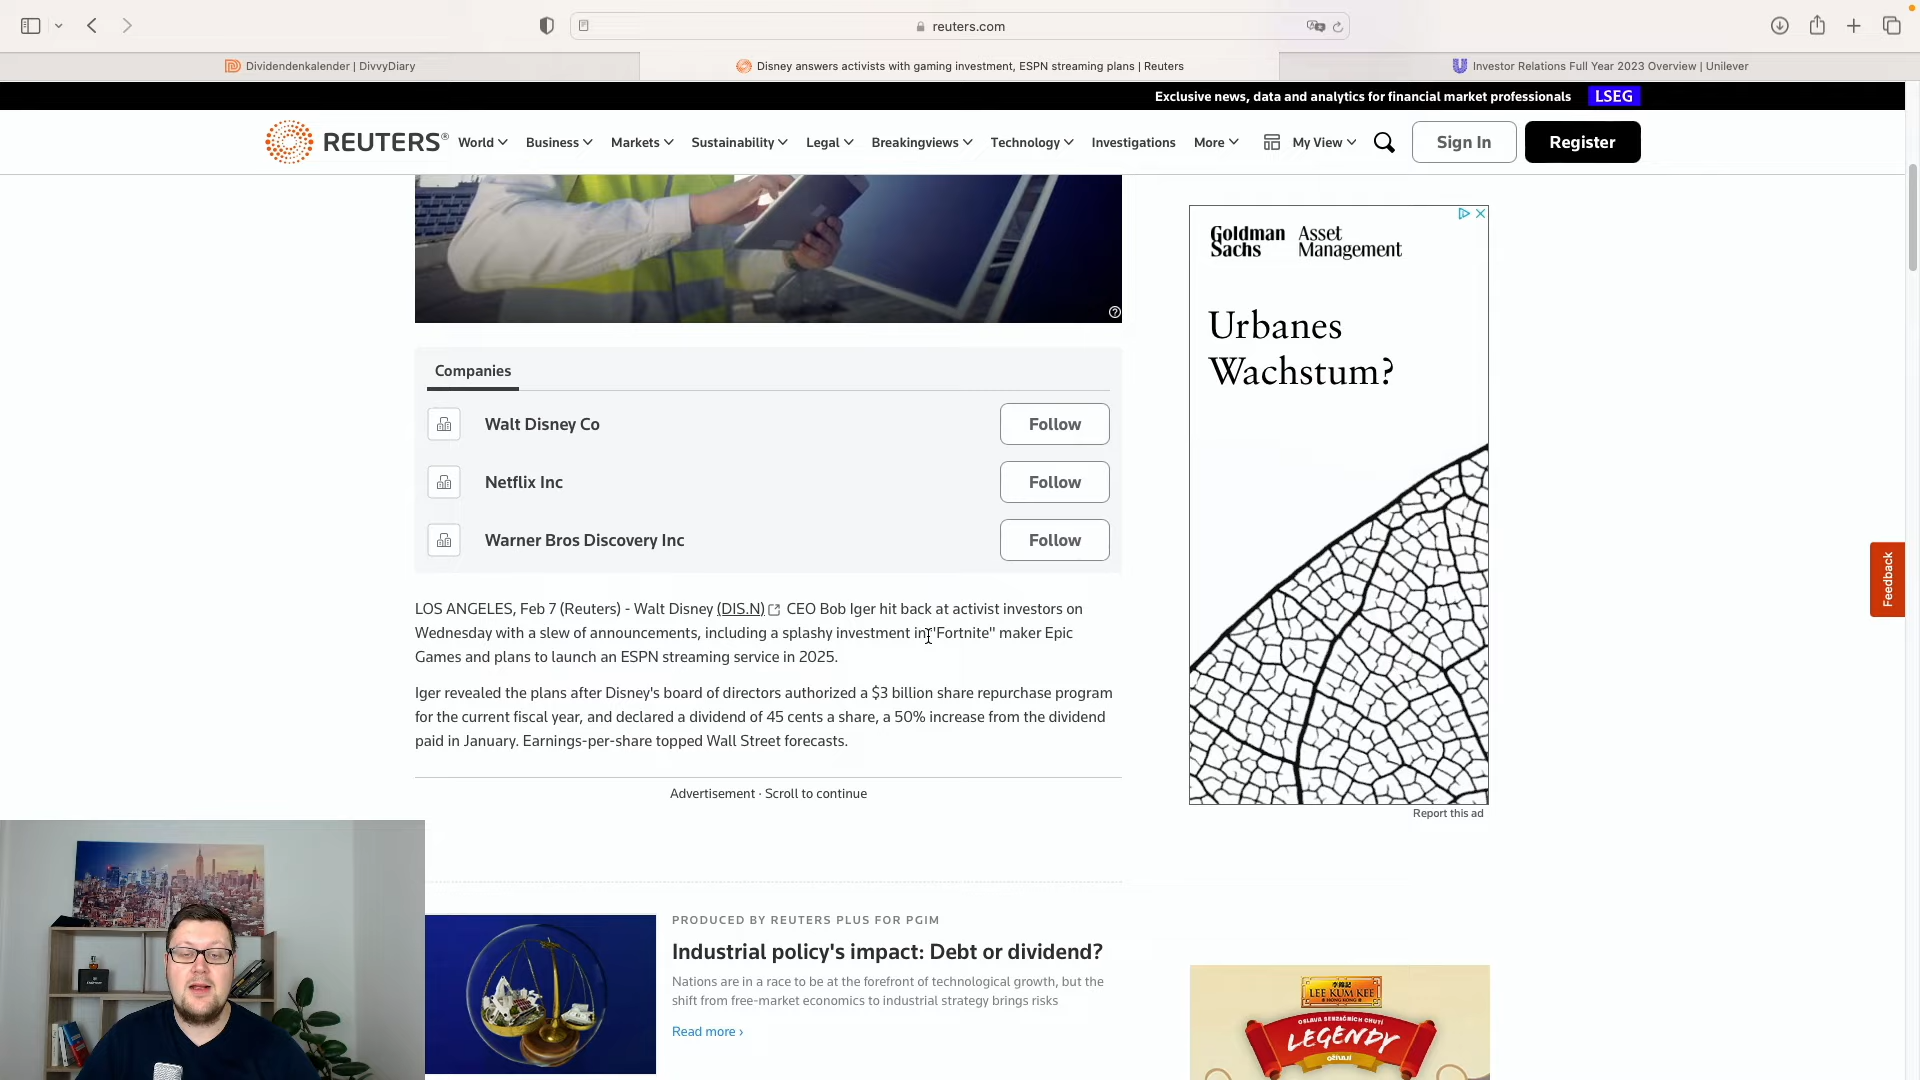 reuters.com
Dividendenkalender | DivvyDiary
Disney answers activists with gaming investment, ESPN streaming plans | Reuters
Investor Relations Full Year 2023 Overview | Unilever
Exclusive news, data and analytics for financial market professionals LSEG
REUTERS®
World Business Markets Sustainability Legal Breakingviews Technology Investigations More My View
Sign In
Register
Goldman Sachs
Asset Management
Urbanes
Wachstum?
Report this ad
Feedback
Companies
Walt Disney Co Follow
Netflix Inc Follow
Warner Bros Discovery Inc Follow
LOS ANGELES, Feb 7 (Reuters) - Walt Disney (DIS.N) CEO Bob Iger hit back at activist investors on
Wednesday with a slew of announcements, including a splashy investment in "Fortnite" maker Epic
Games and plans to launch an ESPN streaming service in 2025.
Iger revealed the plans after Disney's board of directors authorized a $3 billion share repurchase program
for the current fiscal year, and declared a dividend of 45 cents a share, a 50% increase from the dividend
paid in January. Earnings-per-share topped Wall Street forecasts.
Advertisement · Scroll to continue
PRODUCED BY REUTERS PLUS FOR PGIM
Industrial policy's impact: Debt or dividend?
Nations are in a race to be at the forefront of technological growth, but the
shift from free-market economics to industrial strategy brings risks
Read more ›
李錦記
LEE KUM KEE
HONG KONG
OSLAVA SENZAČNÍCH CHUTÍ
LEGENDY
OŽÍVAJÍ